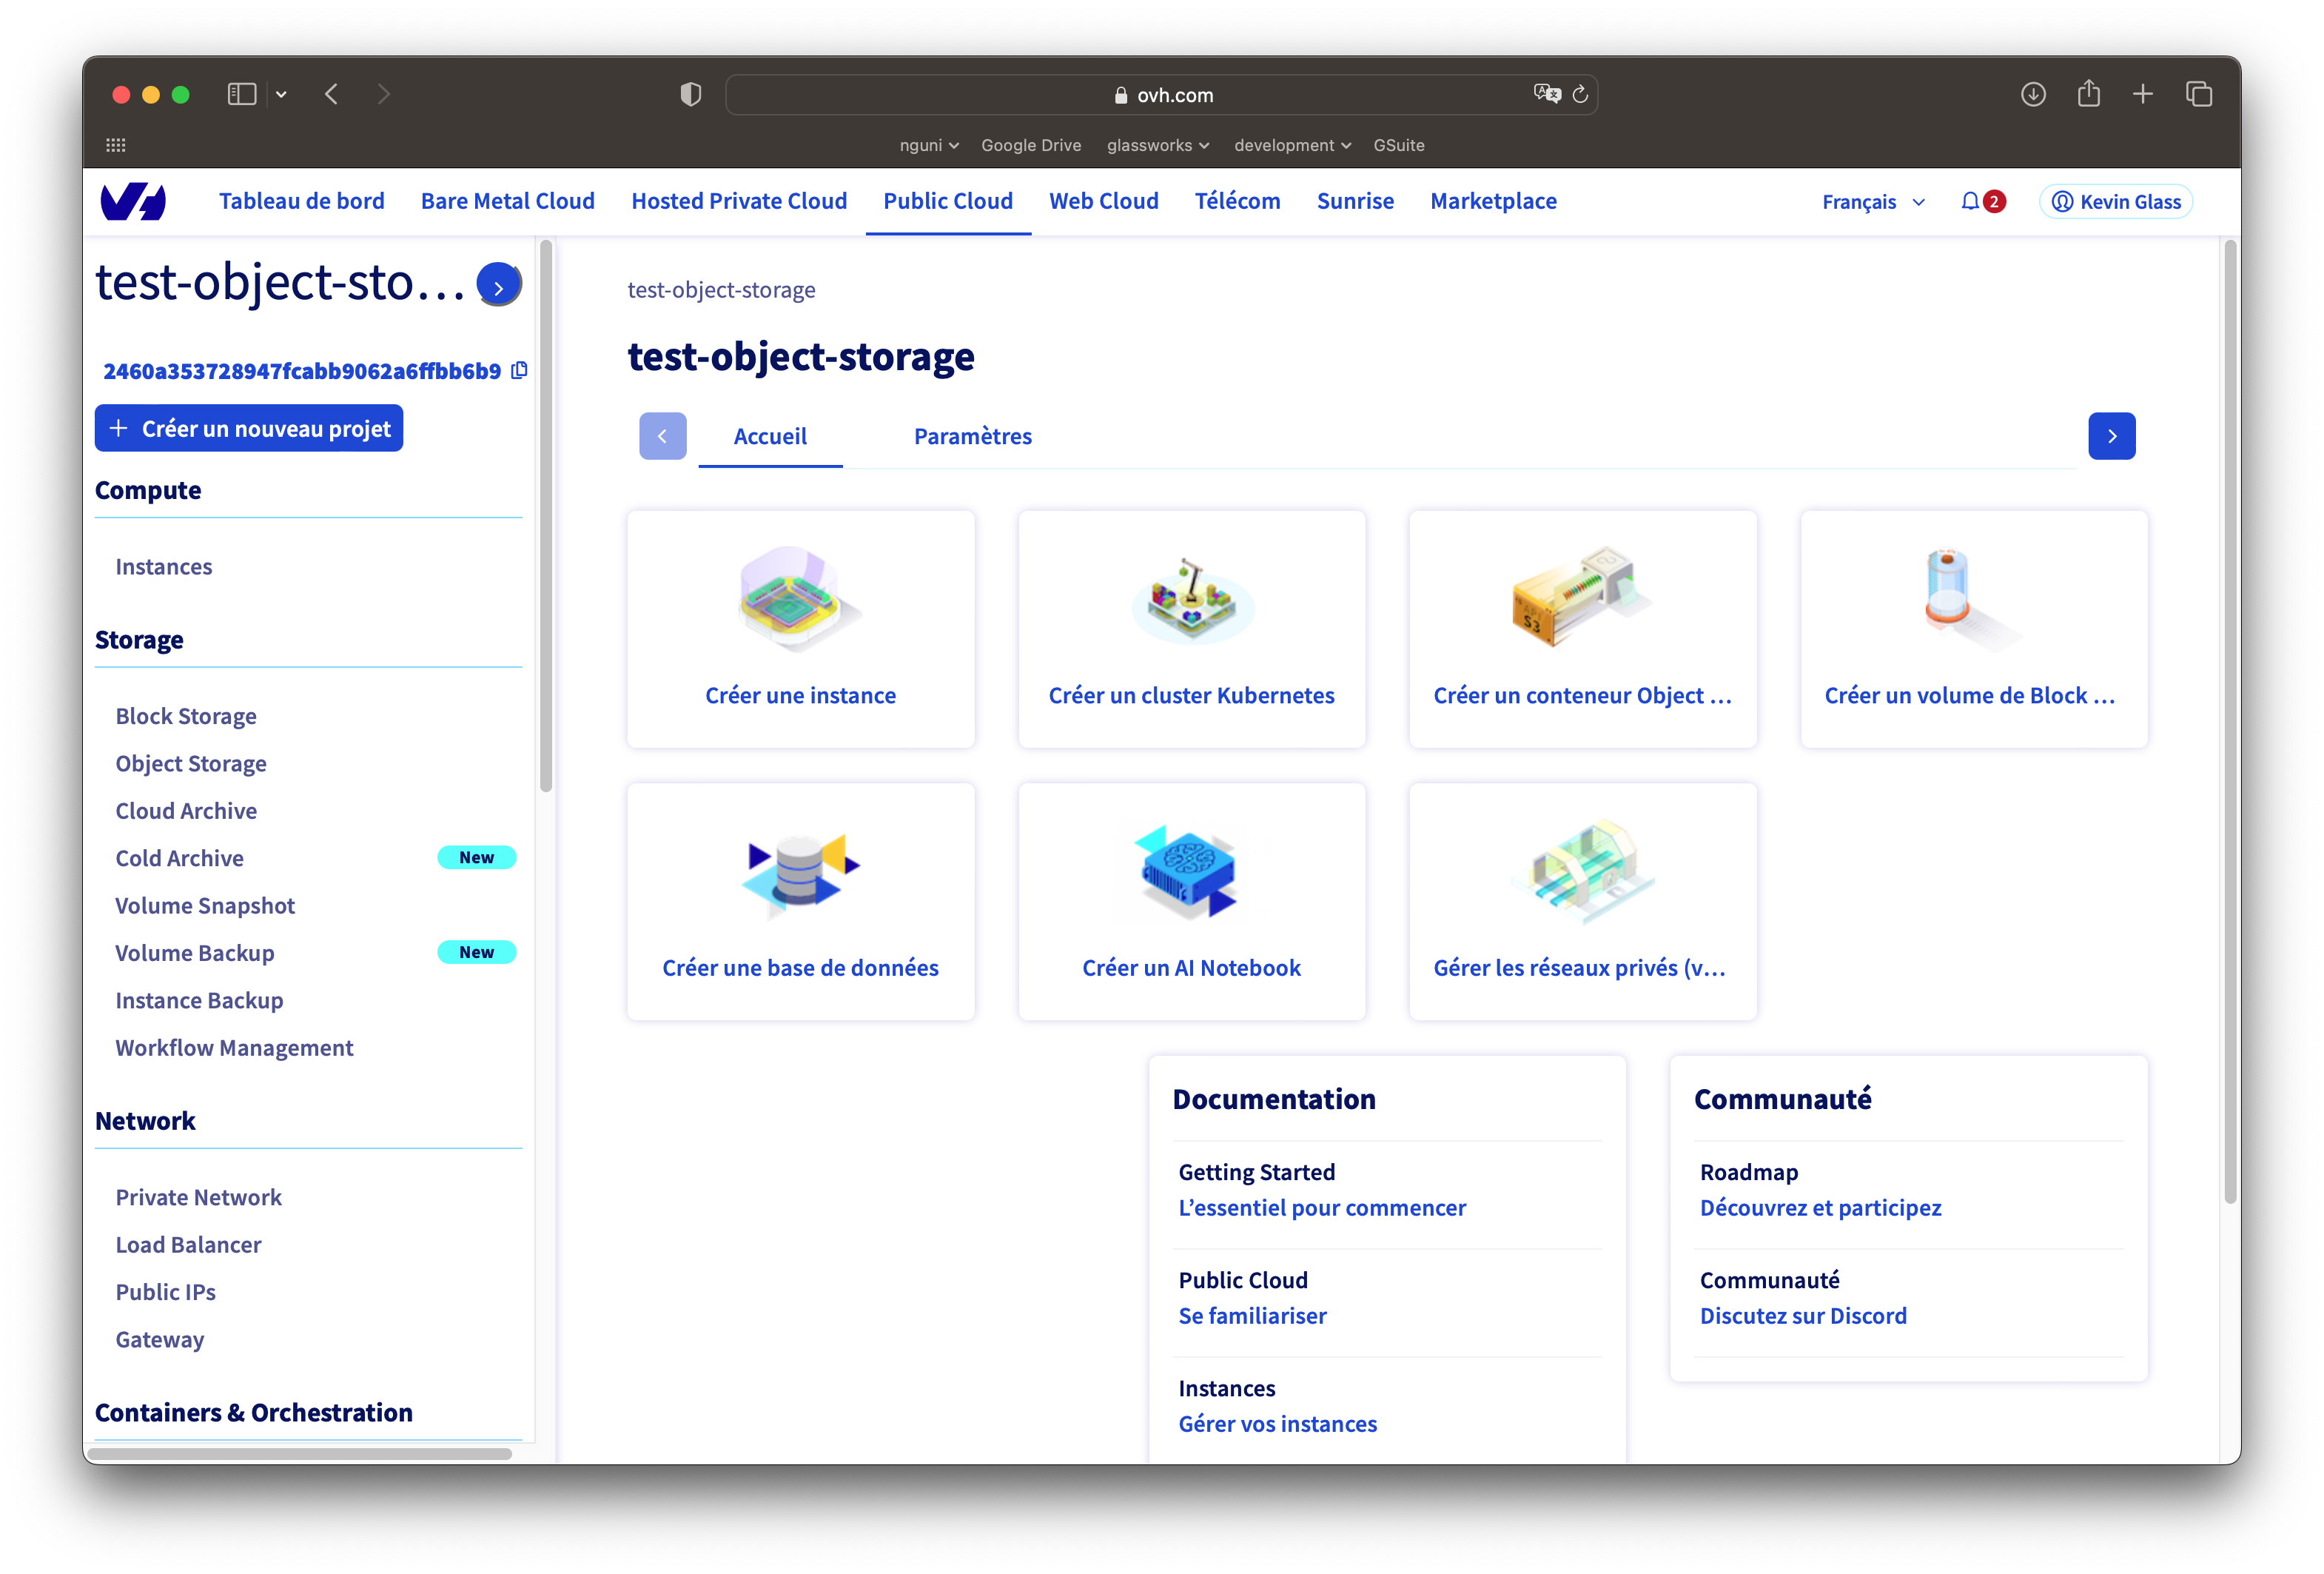 ovh.com
nguni
Google Drive
glassworks
development
GSuite
Tableau de bord
Bare Metal Cloud
Hosted Private Cloud
Public Cloud
Web Cloud
Télécom
Sunrise
Marketplace
Français
2
Kevin Glass
test-object-sto…
2460a353728947fcabb9062a6ffbb6b9
+ Créer un nouveau projet
Compute
Instances
Storage
Block Storage
Object Storage
Cloud Archive
Cold Archive
New
Volume Snapshot
Volume Backup
New
Instance Backup
Workflow Management
Network
Private Network
Load Balancer
Public IPs
Gateway
Containers & Orchestration
test-object-storage
test-object-storage
Accueil
Paramètres
Créer une instance
Créer un cluster Kubernetes
S3
Créer un conteneur Object …
Créer un volume de Block …
Créer une base de données
Créer un AI Notebook
Gérer les réseaux privés (v…
Documentation
Getting Started
L’essentiel pour commencer
Public Cloud
Se familiariser
Instances
Gérer vos instances
Communauté
Roadmap
Découvrez et participez
Communauté
Discutez sur Discord